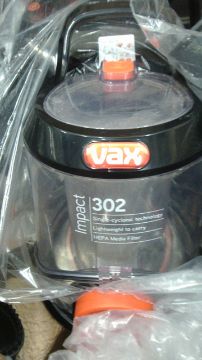 vax
Impact
302
Single-cyclonic technology
Lightweight to carry
HEPA Media Filter